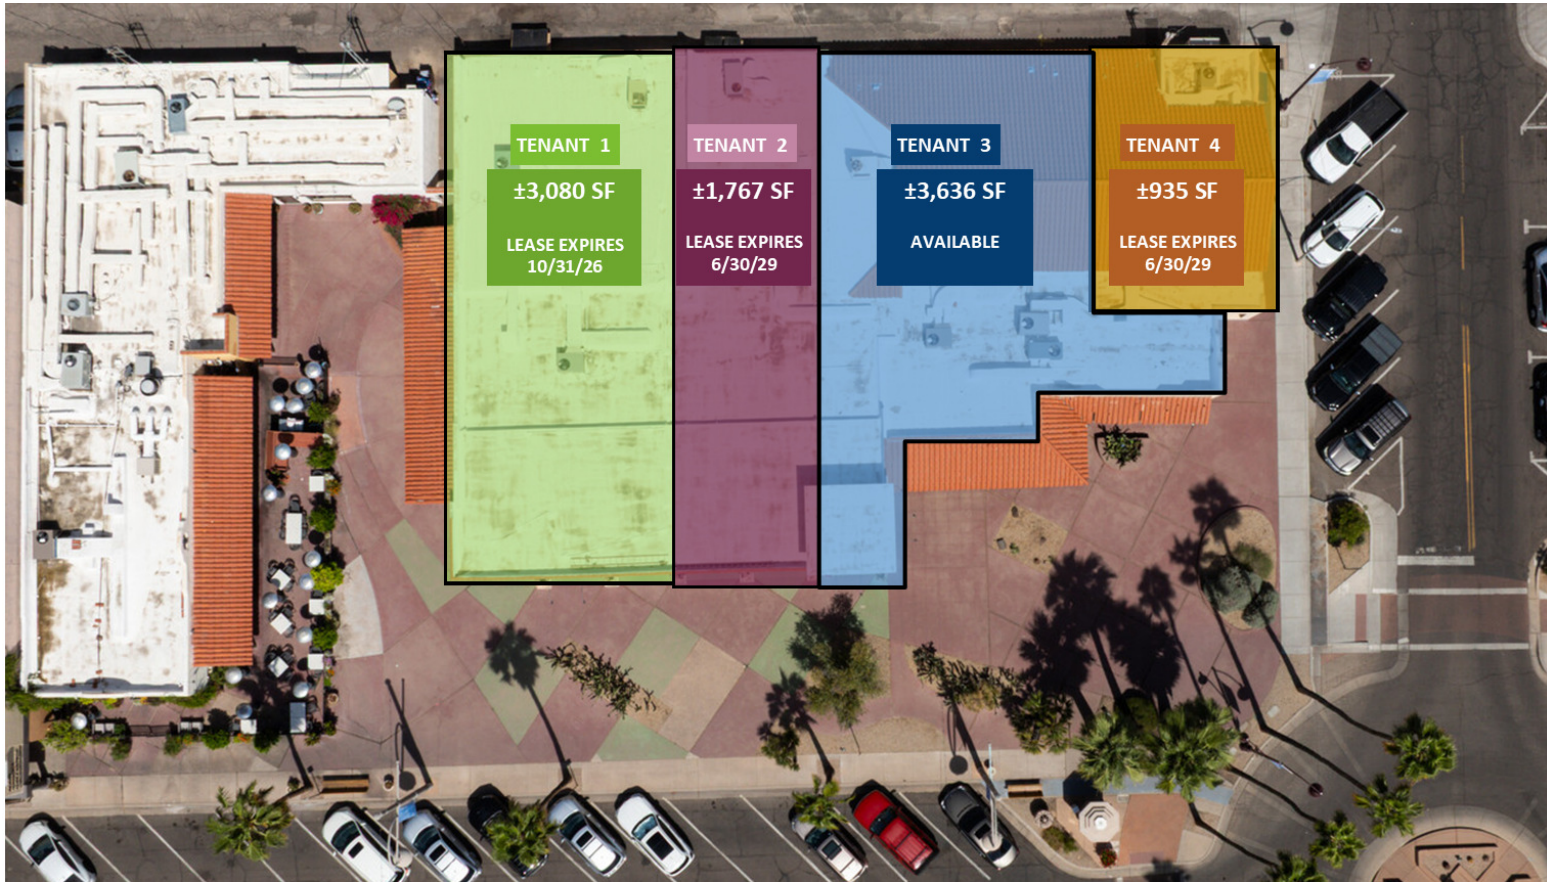 TENANT 1
±3,080 SF
LEASE EXPIRES
10/31/26
TENANT 2
±1,767 SF
LEASE EXPIRES
6/30/29
TENANT 3
±3,636 SF
AVAILABLE
TENANT 4
±935 SF
LEASE EXPIRES
6/30/29